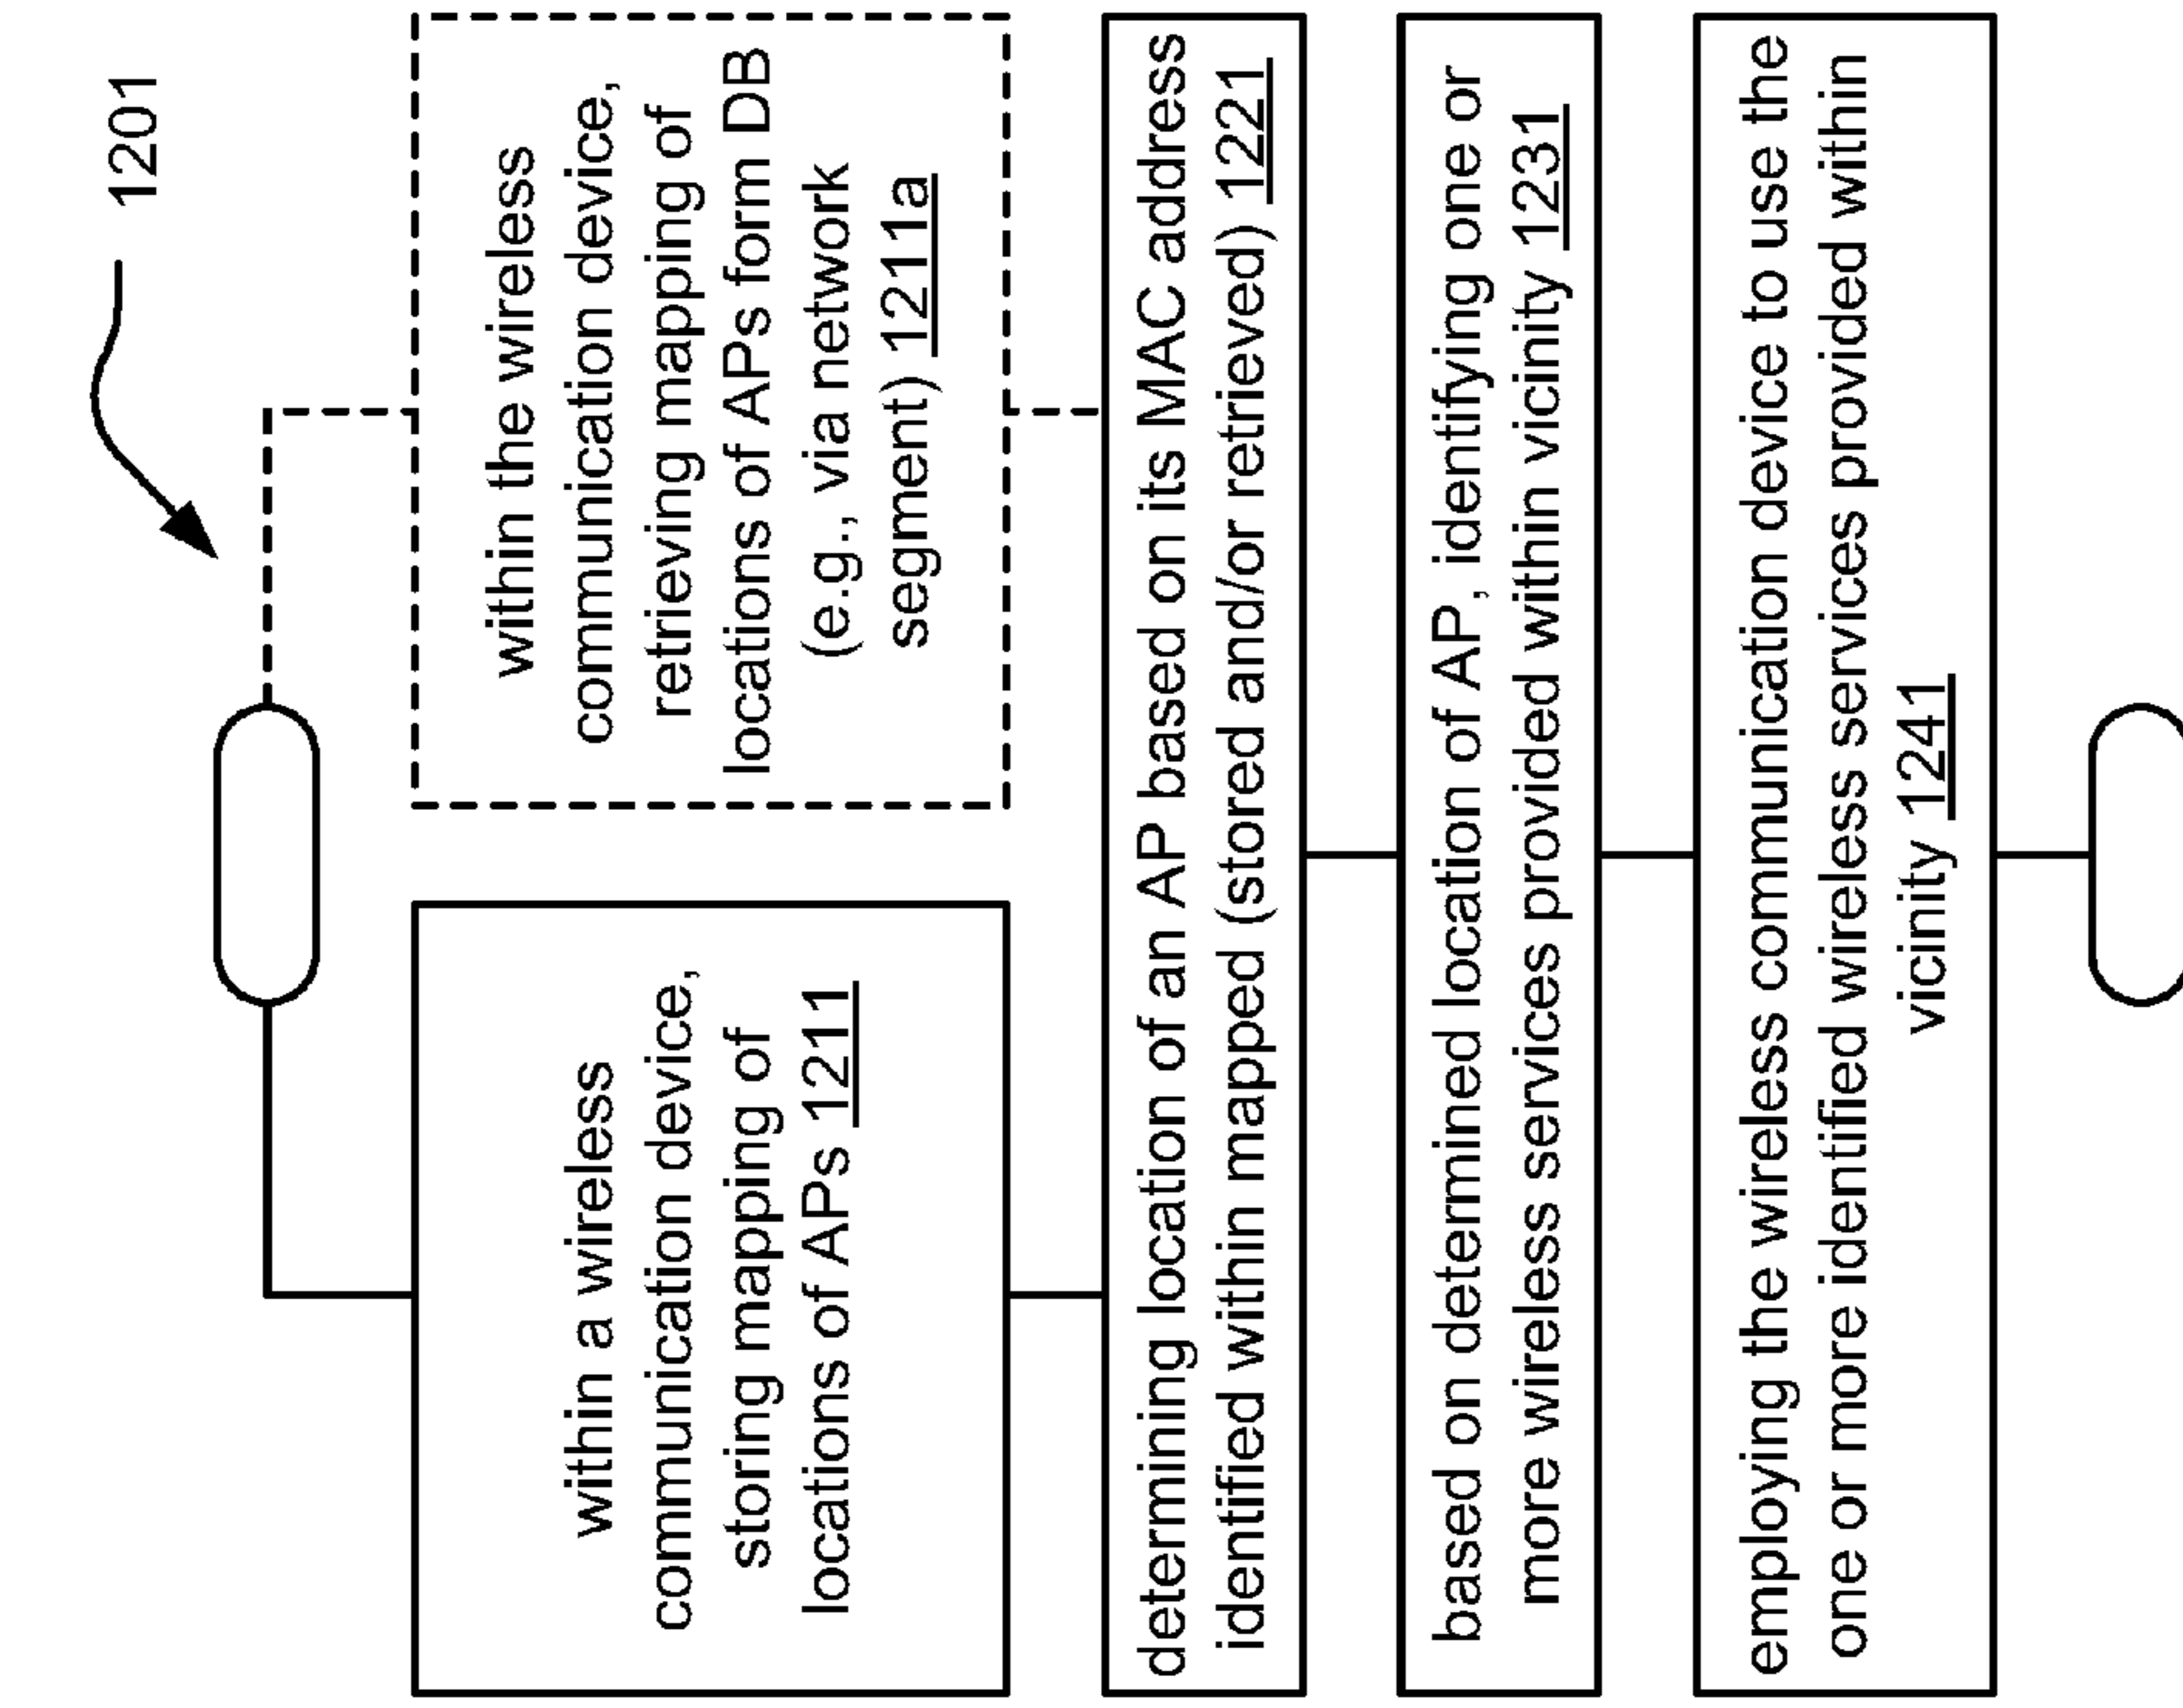 1201
within a wireless
communication device,
storing mapping of
locations of APs 1211
within the wireless
communication device,
retrieving mapping of
locations of APs form DB
(e.g., via network
segment) 1211a
determining location of an AP based on its MAC address
identified within mapped (stored and/or retrieved) 1221
based on determined location of AP, identifying one or
more wireless services provided within vicinity 1231
employing the wireless communication device to use the
one or more identified wireless services provided within
vicinity 1241